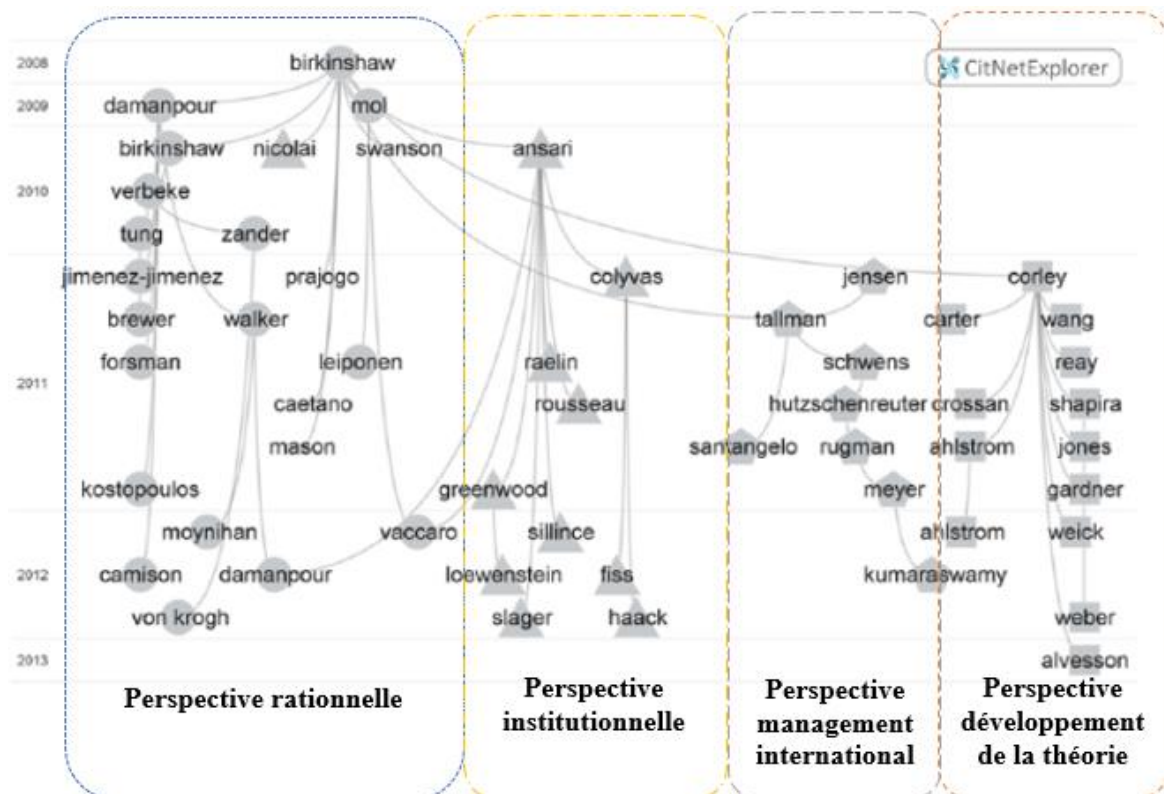 2008
birkinshaw
CitNetExplorer
2009
damanpour
mol
birkinshaw
nicolai
swanson
ansari
2010
verbeke
tung
zander
jimenez-jimenez
prajogo
colyvas
jensen
corley
brewer
walker
tallman
carter
wang
forsman
leiponen
raelin
schwens
reay
2011
caetano
rousseau
hutzschenreuter
crossan
shapira
mason
santangelo
rugman
ahlstrom
jones
kostopoulos
greenwood
meyer
gardner
moynihan
vaccaro
sillince
ahlstrom
weick
2012
camison
damanpour
loewenstein
fiss
kumaraswamy
von krogh
slager
haack
weber
2013
alvesson
Perspective rationnelle
Perspective
institutionnelle
Perspective
management
international
Perspective
développement
de la théorie